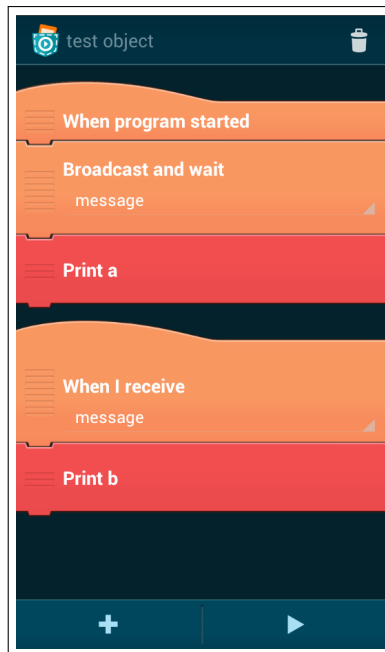 test object
When program started
Broadcast and wait
message
Print a
When I receive
message
Print b